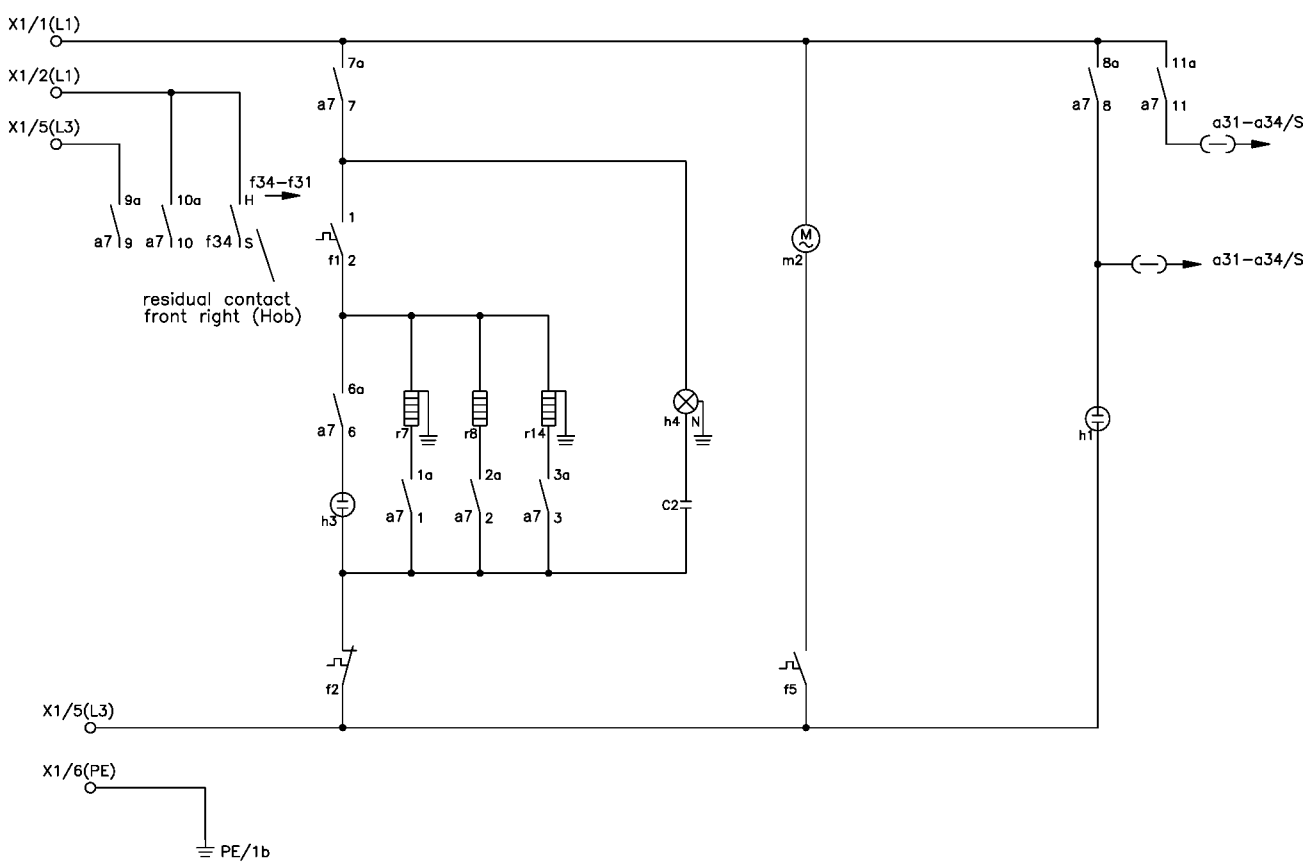 X1/1(L1)
7a
a7 7
8a
a7 8
11a
a7 11
a31-a34/S
X1/2(L1)
X1/5(L3)
f34-f31
9a
a7 9
10a
a7 10
H
f34 S
residual contact
front right (Hob)
1
f1 2
M
m2
a31-a34/S
6a
a7 6
r7
r8
r14
h4 N
h1
1a
a7 1
2a
a7 2
3a
a7 3
h3
C2
f2
f5
X1/5(L3)
X1/6(PE)
PE/1b